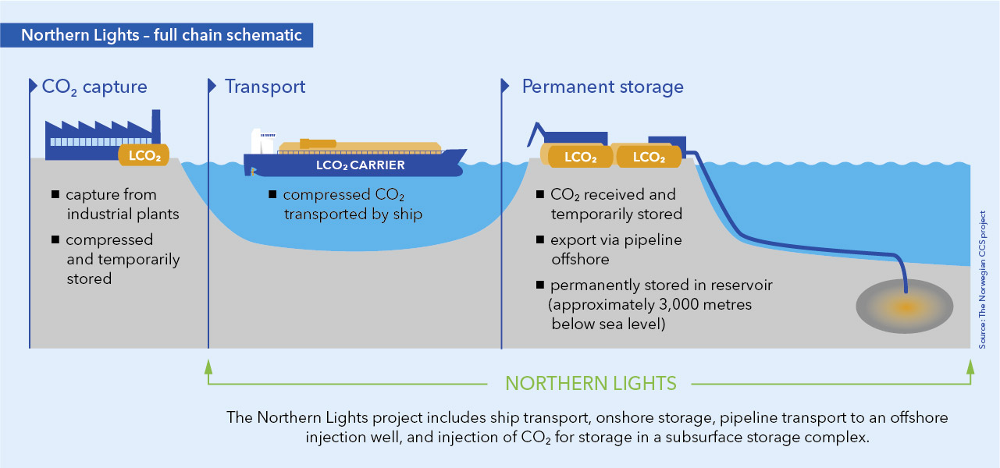 Northern Lights – full chain schematic
CO₂ capture
Transport
Permanent storage
LCO₂
LCO₂ CARRIER
LCO₂
LCO₂
▪ capture from
industrial plants
▪ compressed
and temporarily
stored
▪ compressed CO₂
transported by ship
▪ CO₂ received and
temporarily stored
▪ export via pipeline
offshore
▪ permanently stored in reservoir
(approximately 3,000 metres
below sea level)
Source: The Norwegian CCS project
NORTHERN LIGHTS
The Northern Lights project includes ship transport, onshore storage, pipeline transport to an offshore
injection well, and injection of CO₂ for storage in a subsurface storage complex.